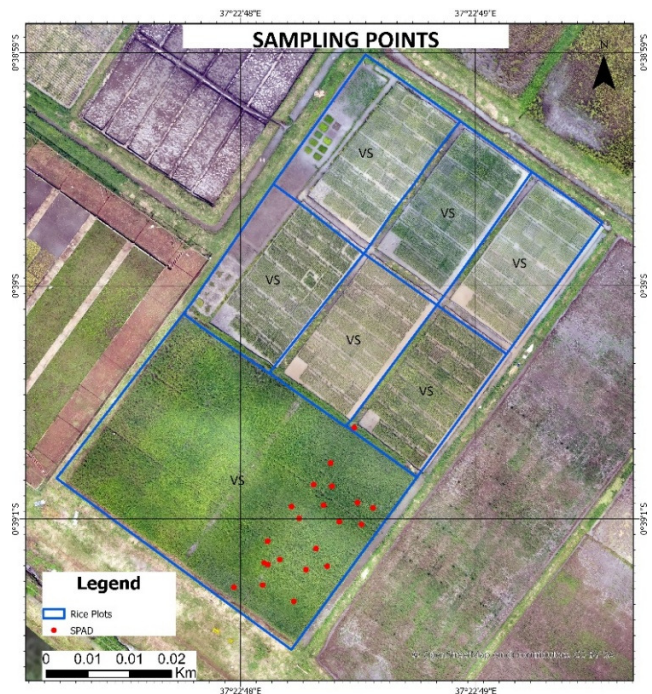 37°22'48"E 37°22'49"E
SAMPLING POINTS
N
0°38'59"S 0°38'59"S
VS
VS
VS
VS
0°39'S 0°39'S
VS
VS
VS
0°39'1"S 0°39'1"S
Legend
Rice Plots
SPAD
0 0.01 0.01 0.02
Km
37°22'48"E 37°22'49"E